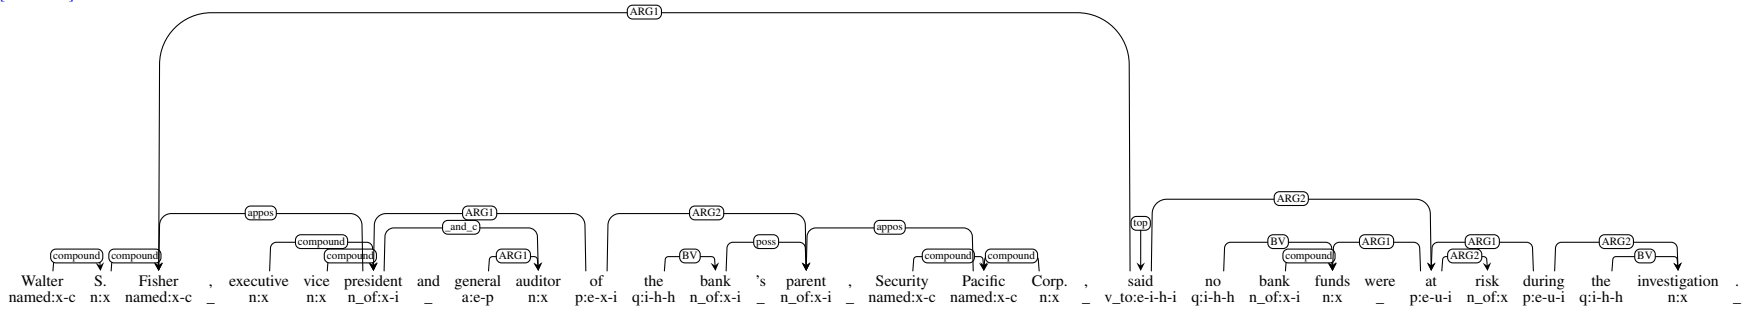 ARG1
ARG2
appos ARG1 ARG2
top
_and_c appos
compound BV poss BV ARG1 ARG1 ARG2
compound compound compound ARG1 BV compound compound compound ARG2 BV
Walter S. Fisher , executive vice president and general auditor of the bank 's parent , Security Pacific Corp. , said no bank funds were at risk during the investigation .
named:x-c n:x named:x-c _ n:x n:x n_of:x-i _ a:e-p n:x p:e-x-i q:i-h-h n_of:x-i _ n_of:x-i _ named:x-c named:x-c n:x _ v_to:e-i-h-i q:i-h-h n_of:x-i n:x _ p:e-u-i n_of:x p:e-u-i q:i-h-h n:x _